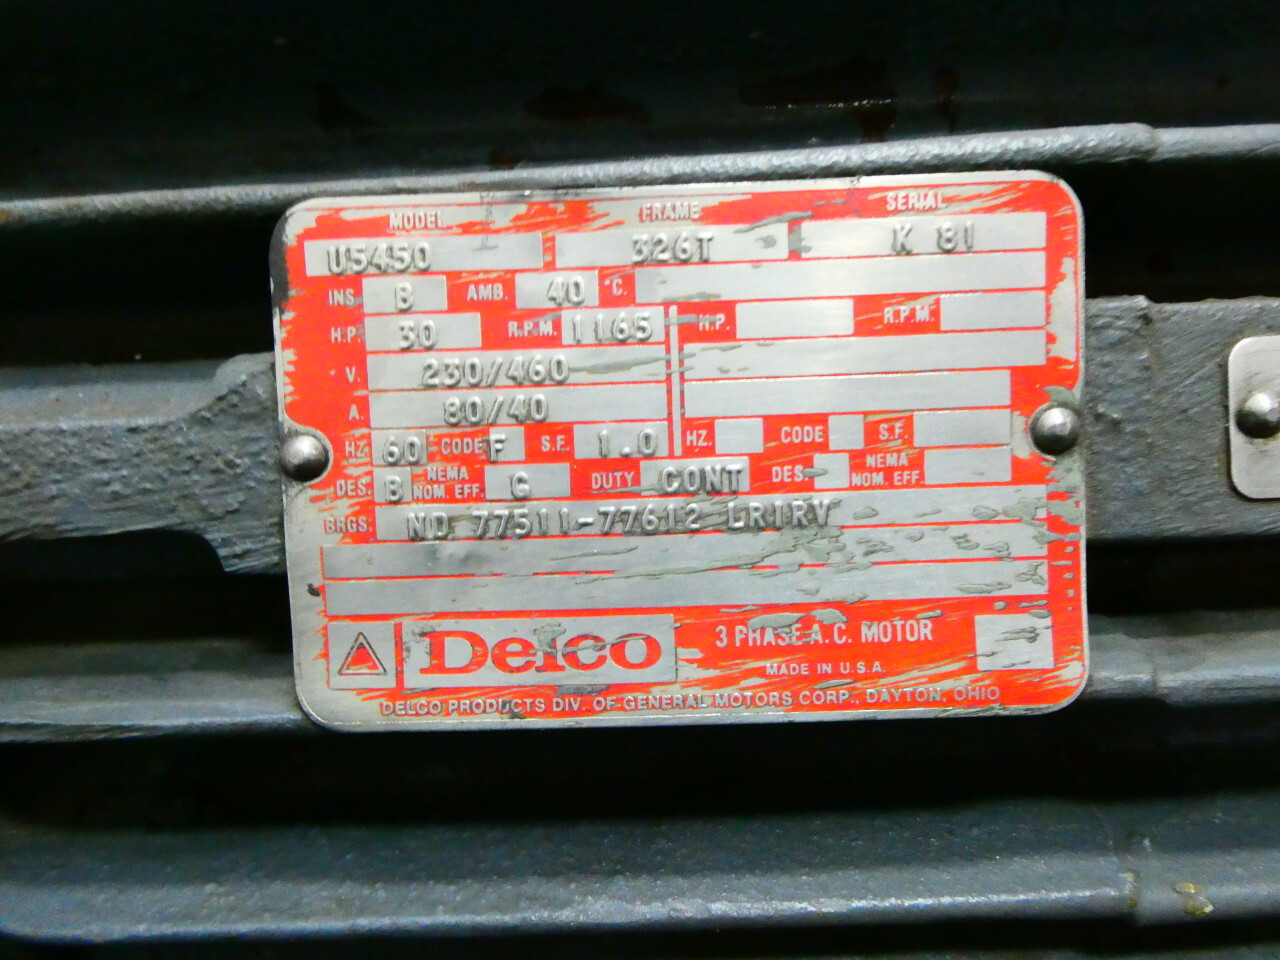 MODEL FRAME SERIAL
U5450 326T K 81
INS. B AMB. 40 °C.
H.P. 30 R.P.M. 1165 H.P. R.P.M.
V. 230/460
A. 80/40
HZ 60 CODE F S.F. 1.0 HZ. CODE S.F.
DES. B NEMA NOM. EFF. G DUTY CONT DES. NEMA NOM. EFF.
BRGS. ND 77511-77612 LRTRY
Delco 3 PHASE A.C. MOTOR
MADE IN U.S.A.
DELCO PRODUCTS DIV. OF GENERAL MOTORS CORP., DAYTON, OHIO